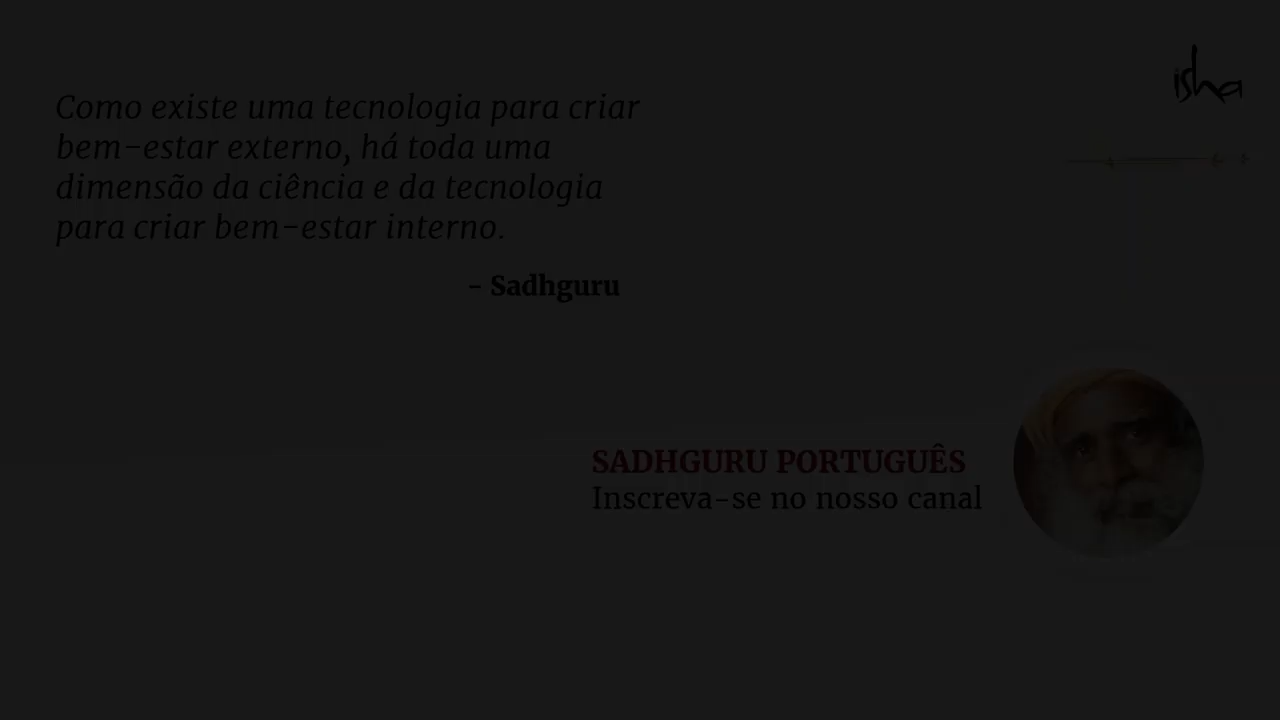 isha
Como existe uma tecnologia para criar
bem-estar externo, há toda uma
dimensão da ciência e da tecnologia
para criar bem-estar interno.
- Sadhguru
SADHGURU PORTUGUÊS
Inscreva-se no nosso canal